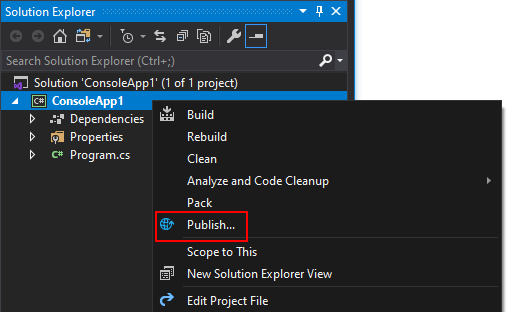 Solution Explorer
Search Solution Explorer (Ctrl+;)
Solution 'ConsoleApp1' (1 of 1 project)
C# ConsoleApp1
Dependencies
Properties
C# Program.cs
Build
Rebuild
Clean
Analyze and Code Cleanup
Pack
Publish...
Scope to This
New Solution Explorer View
Edit Project File